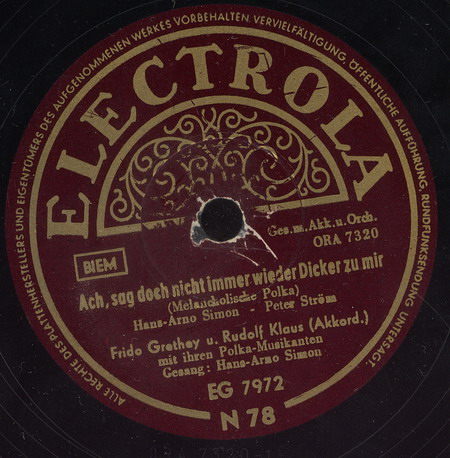 ALLE RECHTE DES PLATTENHERSTELLERS UND EIGENTÜMERS DES AUFGENOMMENEN WERKES VORBEHALTEN. VERVIELFÄLTIGUNG, ÖFFENTLICHE AUFFÜHRUNG, RUNDFUNKSENDUNG UNTERSAGT.
ELECTROLA
Ges.m.Akk.u.Orch.
ORA 7320
BIEM
Ach, sag doch nicht immer wieder Dicker zu mir
(Melancholische Polka)
Hans-Arno Simon - Peter Ström
Frido Grothey u. Rudolf Klaus (Akkord.)
mit ihren Polka-Musikanten
Gesang: Hans-Arno Simon
EG 7972
N 78